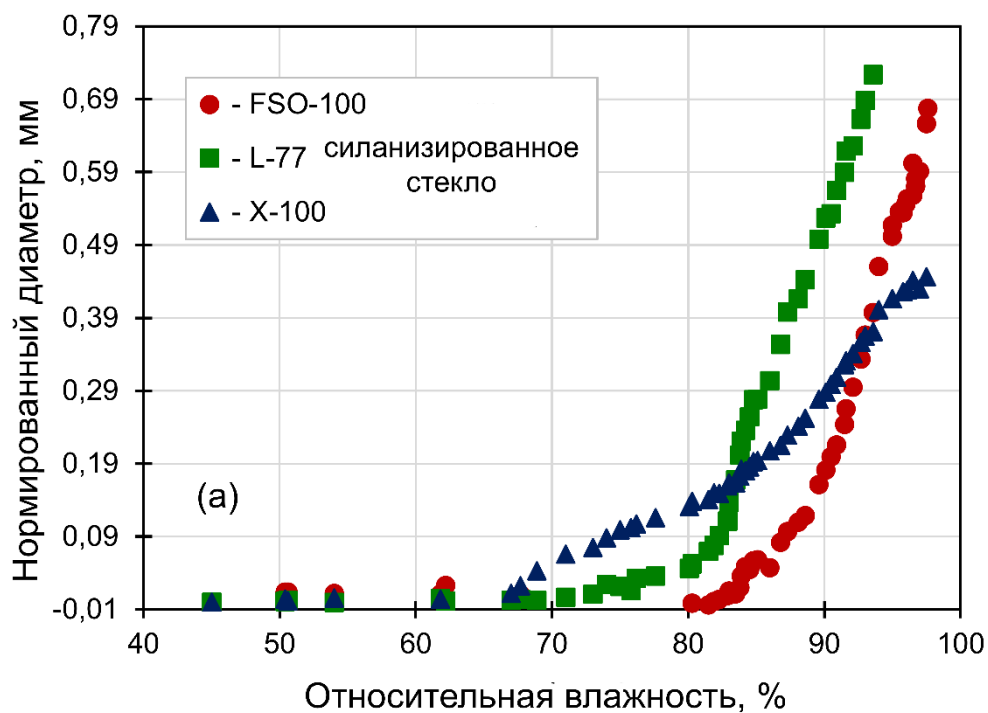 Нормированный диаметр, мм
0,79
0,69
0,59
0,49
0,39
0,29
0,19
0,09
-0,01
- FSO-100
- L-77
- X-100
силанизированное
стекло
(а)
40 50 60 70 80 90 100
Относительная влажность, %